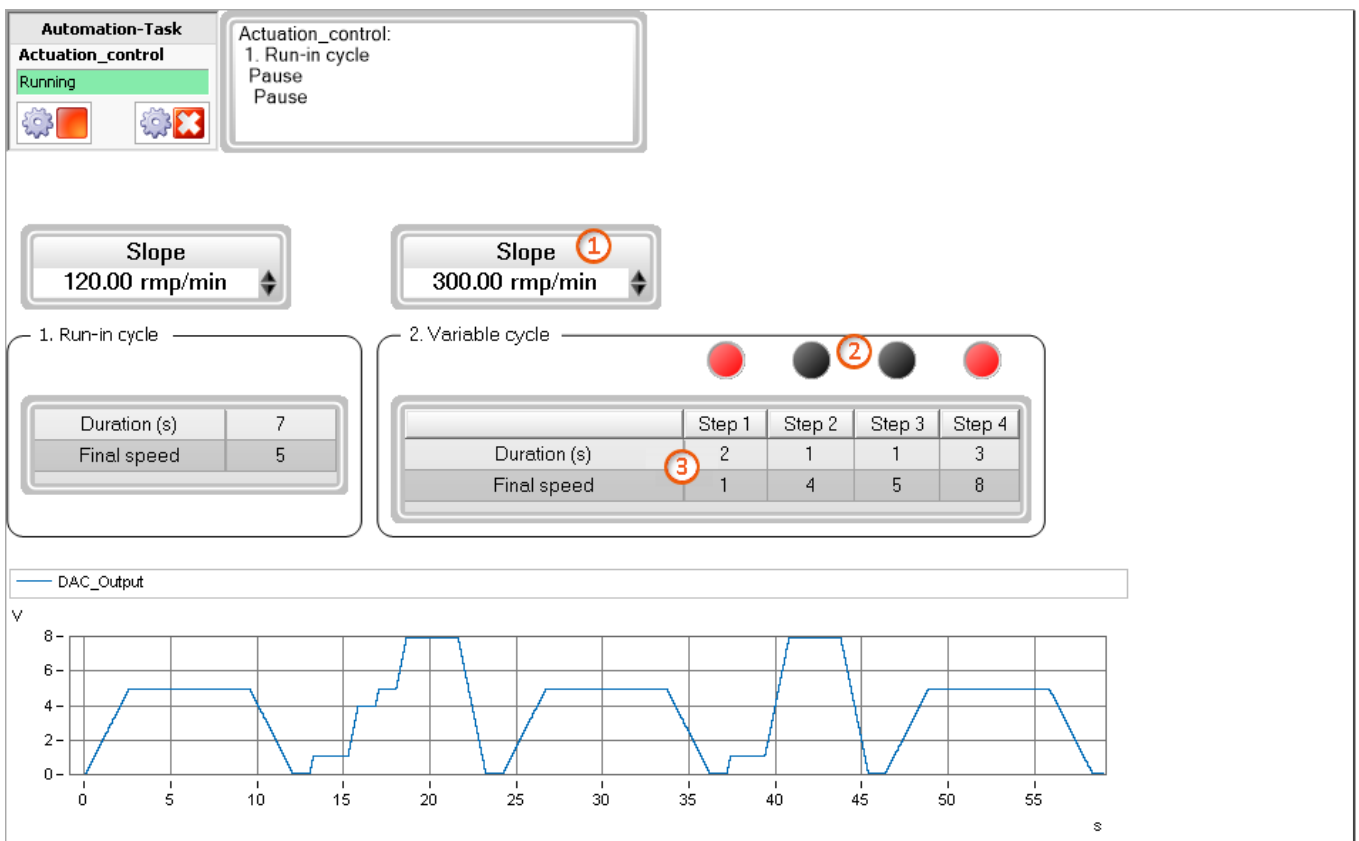 Automation-Task
Actuation_control
Running
Actuation_control:
1. Run-in cycle
Pause
Pause
Slope
120.00 rmp/min
Slope
300.00 rmp/min
1
1. Run-in cycle
Duration (s) 7
Final speed 5
2. Variable cycle
2
Step 1 Step 2 Step 3 Step 4
Duration (s) 2 1 1 3
Final speed 1 4 5 8
3
DAC_Output
V
8
6
4
2
0
0 5 10 15 20 25 30 35 40 45 50 55
s